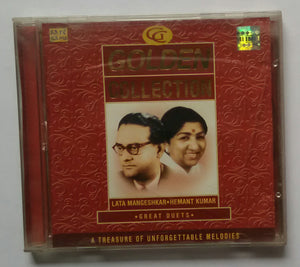 GOLDEN
COLLECTION
LATA MANGESHKAR•HEMANT KUMAR
•GREAT DUETS•
A TREASURE OF UNFORGETTABLE MELODIES